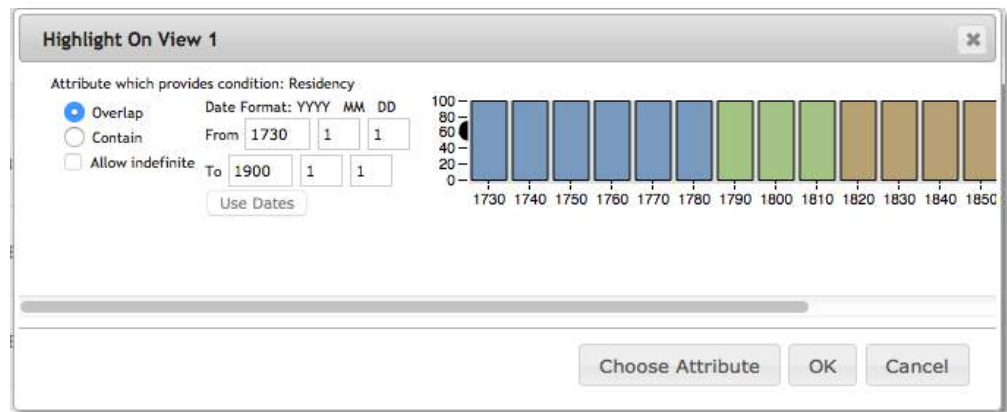 Highlight On View 1
Attribute which provides condition: Residency
Overlap
Contain
Allow indefinite
Date Format: YYYY MM DD
From 1730 1 1
To 1900 1 1
Use Dates
100
80
60
40
20
0
1730 1740 1750 1760 1770 1780 1790 1800 1810 1820 1830 1840 1850
Choose Attribute OK Cancel